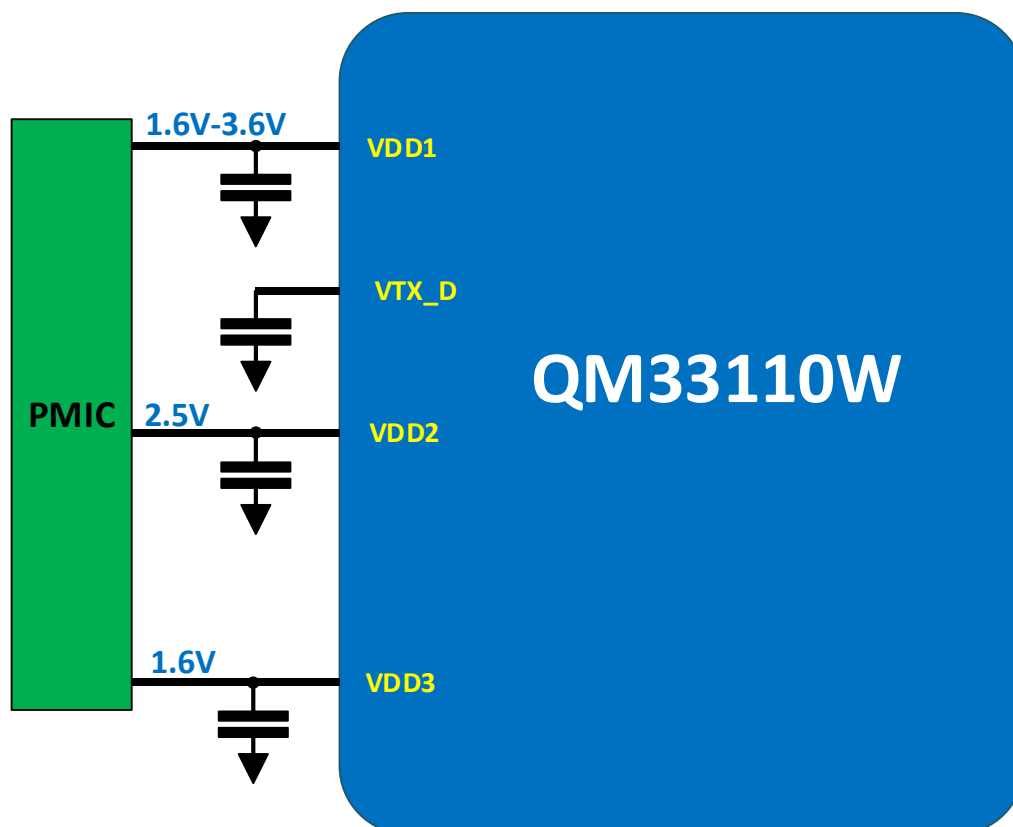 1.6V-3.6V
VDD1
VTX_D
QM33110W
PMIC
2.5V
VDD2
1.6V
VDD3